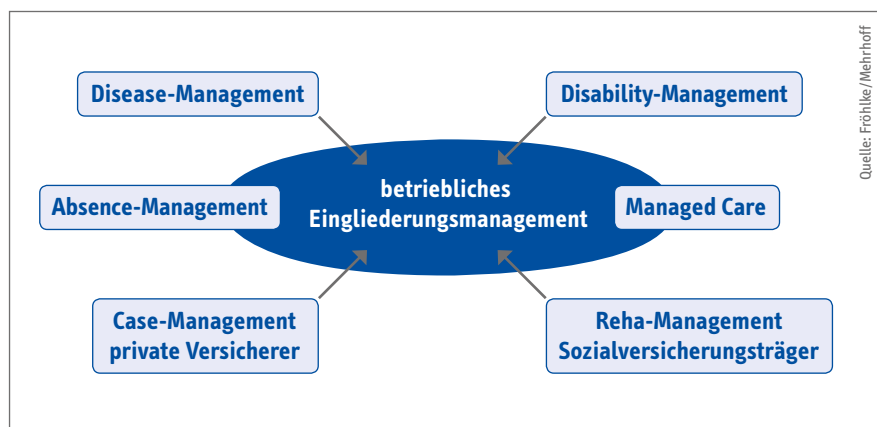 Disease-Management
Disability-Management
betriebliches
Eingliederungsmanagement
Absence-Management
Managed Care
Case-Management
private Versicherer
Reha-Management
Sozialversicherungsträger
Quelle: Fröhlke/Mehrhoff